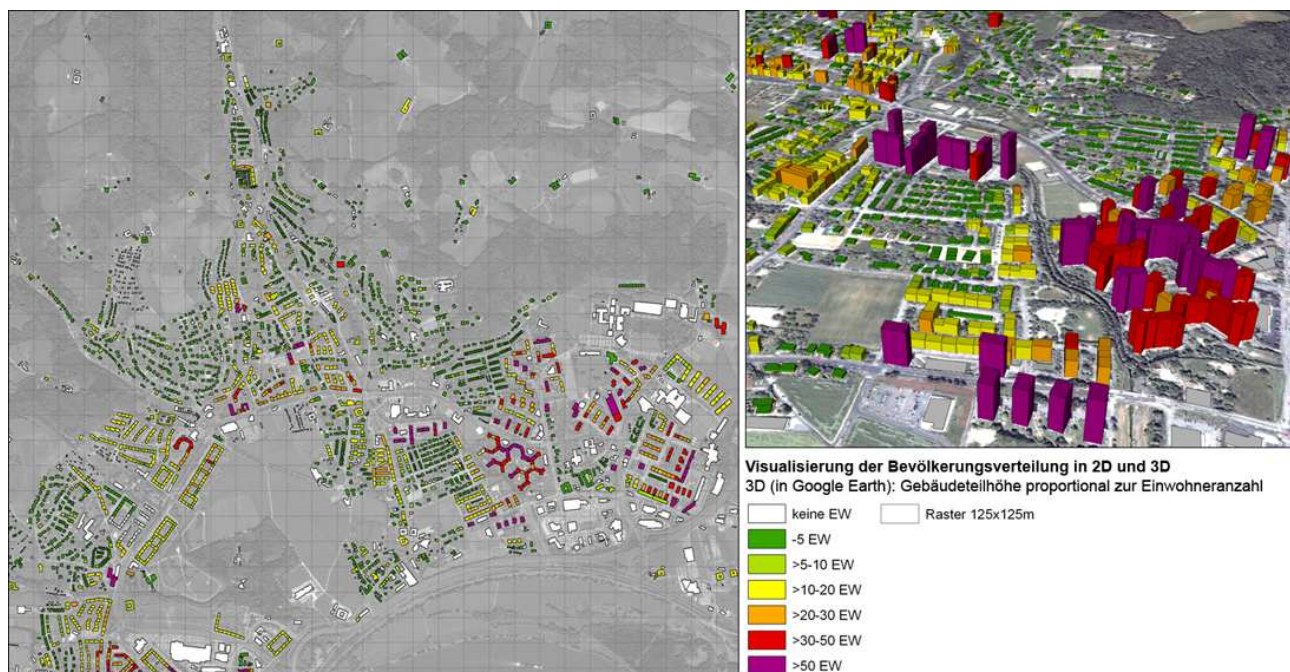 Visualisierung der Bevölkerungsverteilung in 2D und 3D
3D (in Google Earth): Gebäudeteilhöhe proportional zur Einwohneranzahl
keine EW
Raster 125x125m
-5 EW
>5-10 EW
>10-20 EW
>20-30 EW
>30-50 EW
>50 EW